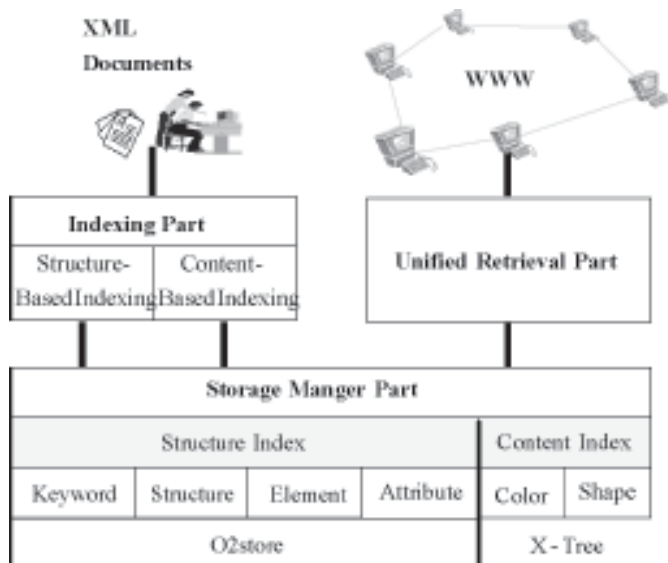 XML
Documents
WWW
Indexing Part
Structure-
BasedIndexing
Content-
BasedIndexing
Unified Retrieval Part
Storage Manger Part
Structure Index
Content Index
Keyword
Structure
Element
Attribute
Color
Shape
O2store
X-Tree